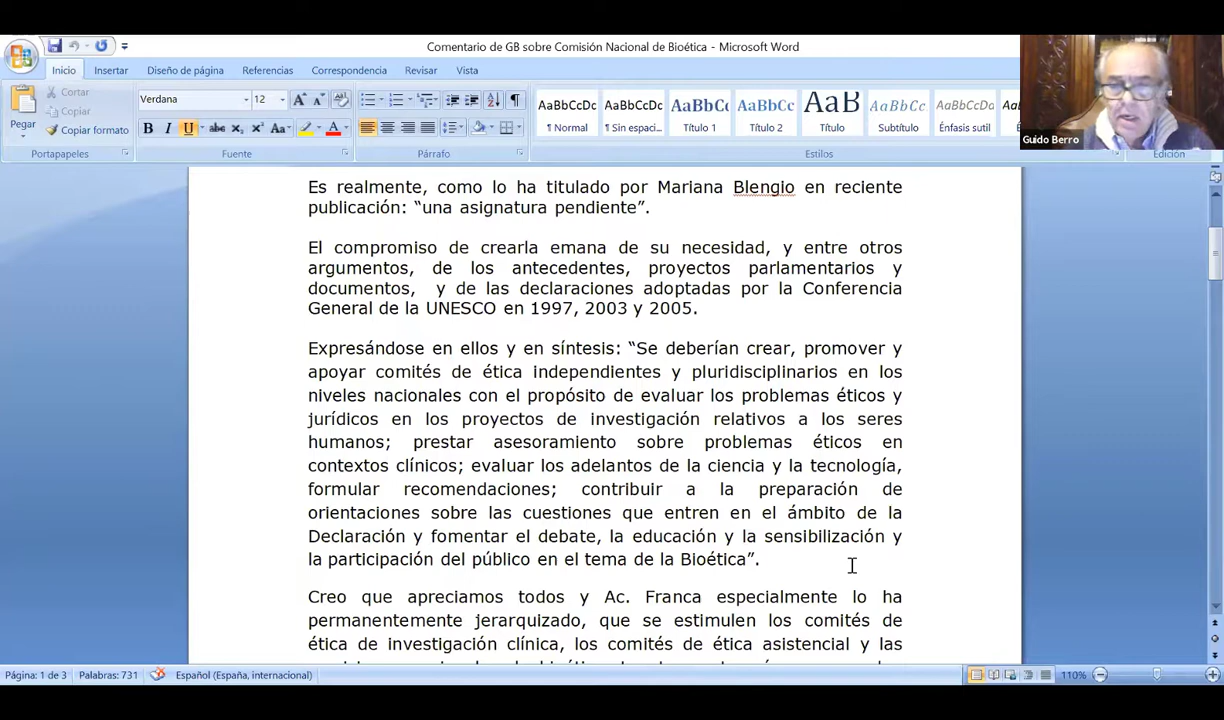 Comentario de GB sobre Comisión Nacional de Bioética - Microsoft Word
Inicio Insertar Diseño de página Referencias Correspondencia Revisar Vista
Pegar
Cortar
Copiar
Copiar formato
Portapapeles
Verdana 12
Fuente
Párrafo
AaBbCcDc AaBbCcDc AaBbCc AaBbCc AaB AaBbCc AaBbCcDc
¶ Normal ¶ Sin espaci... Título 1 Título 2 Título Subtítulo Énfasis sutil
Estilos
Edición
Guido Berro
Es realmente, como lo ha titulado por Mariana Blengio en reciente
publicación: “una asignatura pendiente”.
El compromiso de crearla emana de su necesidad, y entre otros
argumentos, de los antecedentes, proyectos parlamentarios y
documentos, y de las declaraciones adoptadas por la Conferencia
General de la UNESCO en 1997, 2003 y 2005.
Expresándose en ellos y en síntesis: “Se deberían crear, promover y
apoyar comités de ética independientes y pluridisciplinarios en los
niveles nacionales con el propósito de evaluar los problemas éticos y
jurídicos en los proyectos de investigación relativos a los seres
humanos; prestar asesoramiento sobre problemas éticos en
contextos clínicos; evaluar los adelantos de la ciencia y la tecnología,
formular recomendaciones; contribuir a la preparación de
orientaciones sobre las cuestiones que entren en el ámbito de la
Declaración y fomentar el debate, la educación y la sensibilización y
la participación del público en el tema de la Bioética”.
Creo que apreciamos todos y Ac. Franca especialmente lo ha
permanentemente jerarquizado, que se estimulen los comités de
ética de investigación clínica, los comités de ética asistencial y las
Página: 1 de 3 Palabras: 731 Español (España, internacional) 110%